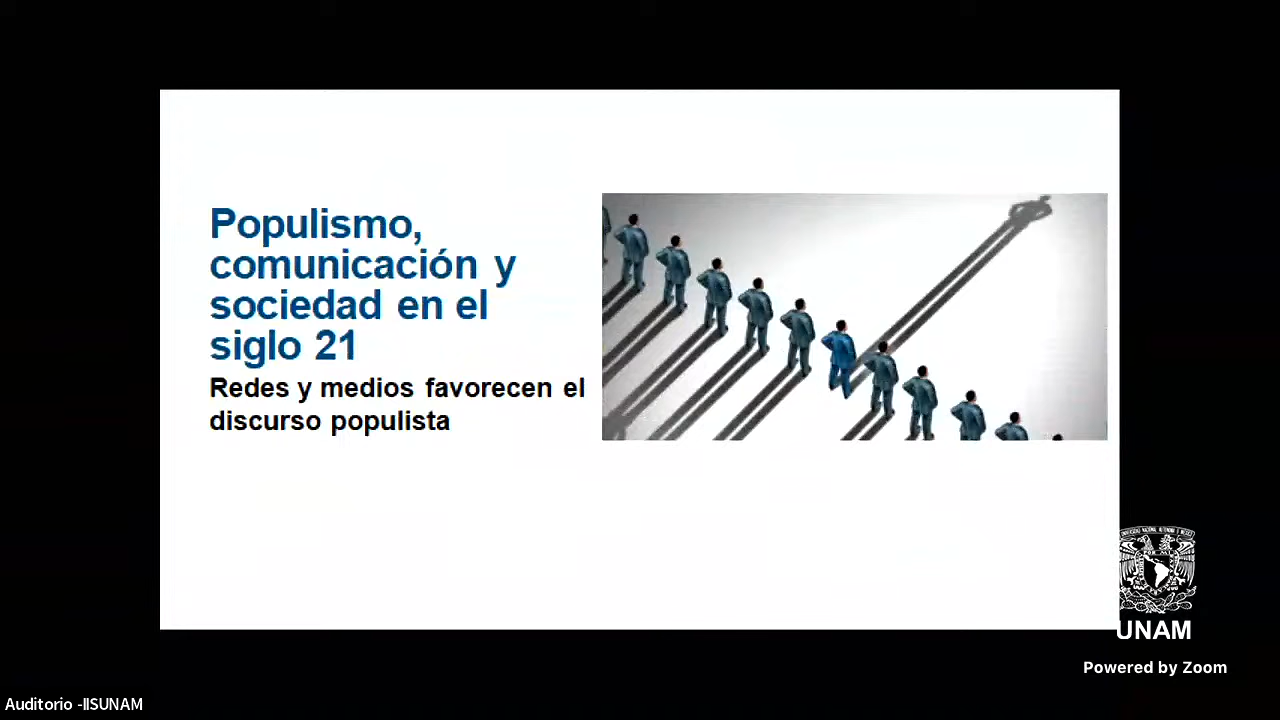 Populismo,
comunicación y
sociedad en el
siglo 21
Redes y medios favorecen el
discurso populista
UNAM
Powered by Zoom
Auditorio -IISUNAM